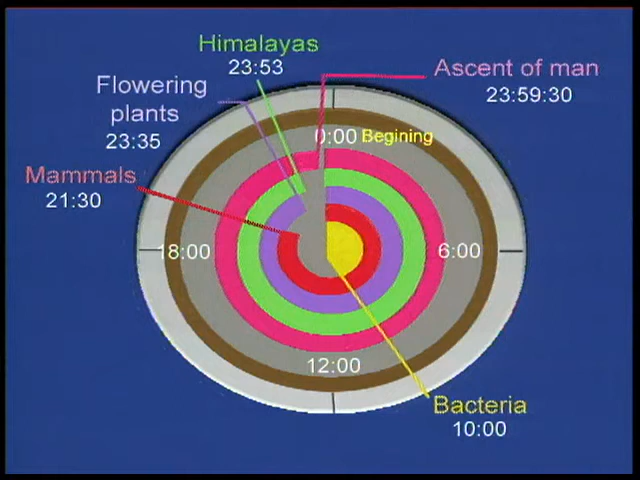 Himalayas
23:53
Ascent of man
23:59:30
Flowering
plants
23:35
0:00 Begining
Mammals
21:30
18:00
6:00
12:00
Bacteria
10:00